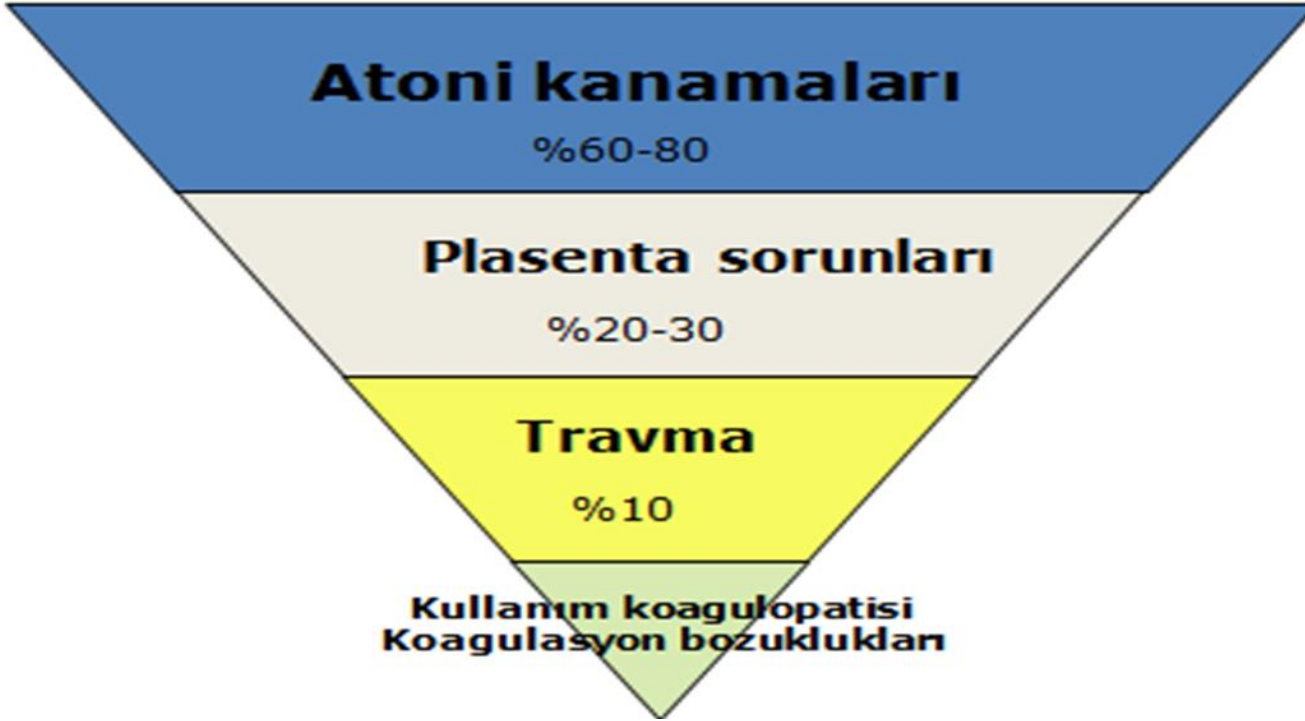 Atoni kanamaları
%60-80
Plasenta sorunları
%20-30
Travma
%10
Kullanım koagulopatisi
Koagulasyon bozuklukları